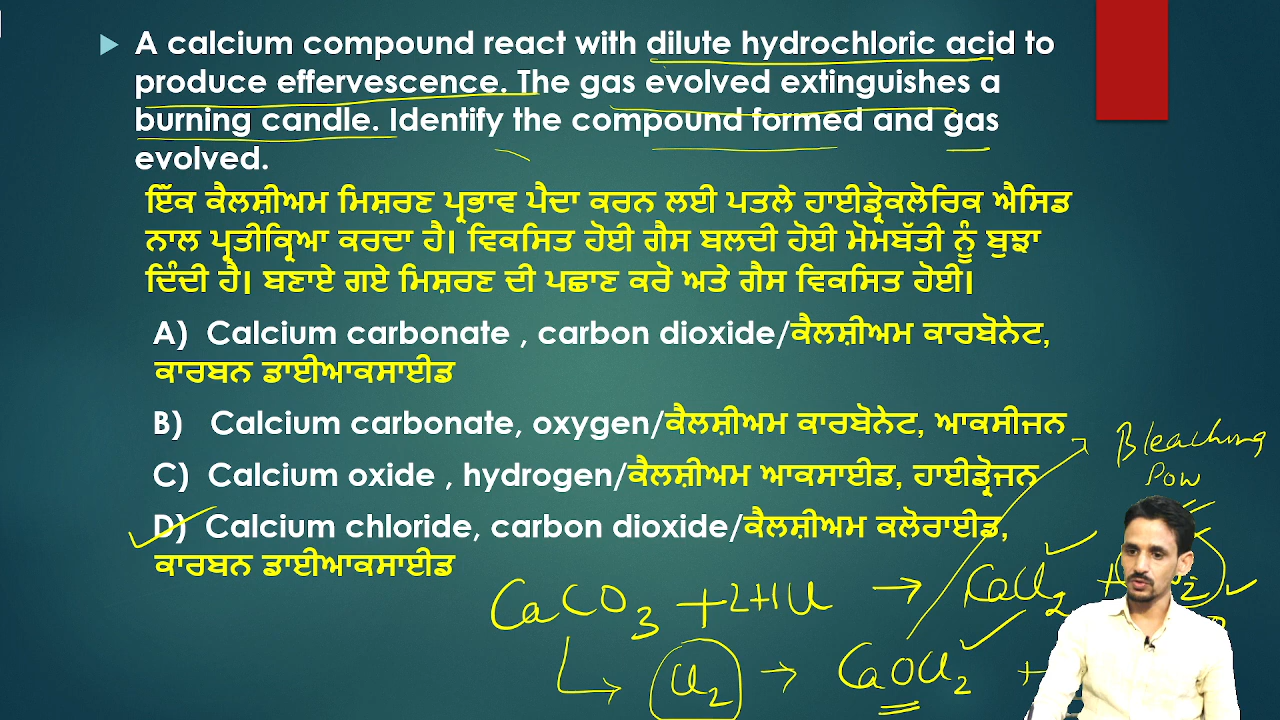 A calcium compound react with dilute hydrochloric acid to
produce effervescence. The gas evolved extinguishes a
burning candle. Identify the compound formed and gas
evolved.
ਇੱਕ ਕੈਲਸ਼ੀਅਮ ਮਿਸ਼ਰਣ ਪ੍ਰਭਾਵ ਪੈਦਾ ਕਰਨ ਲਈ ਪਤਲੇ ਹਾਈਡ੍ਰੋਕਲੋਰਿਕ ਐਸਿਡ
ਨਾਲ ਪ੍ਰਤੀਕ੍ਰਿਆ ਕਰਦਾ ਹੈ। ਵਿਕਸਿਤ ਹੋਈ ਗੈਸ ਬਲਦੀ ਹੋਈ ਮੋਮਬੱਤੀ ਨੂੰ ਬੁਝਾ
ਦਿੰਦੀ ਹੈ। ਬਣਾਏ ਗਏ ਮਿਸ਼ਰਣ ਦੀ ਪਛਾਣ ਕਰੋ ਅਤੇ ਗੈਸ ਵਿਕਸਿਤ ਹੋਈ।
A) Calcium carbonate , carbon dioxide/ਕੈਲਸ਼ੀਅਮ ਕਾਰਬੋਨੇਟ,
ਕਾਰਬਨ ਡਾਈਆਕਸਾਈਡ
B) Calcium carbonate, oxygen/ਕੈਲਸ਼ੀਅਮ ਕਾਰਬੋਨੇਟ, ਆਕਸੀਜਨ
Bleaching
Pow
C) Calcium oxide , hydrogen/ਕੈਲਸ਼ੀਅਮ ਆਕਸਾਈਡ, ਹਾਈਡ੍ਰੋਜਨ
D) Calcium chloride, carbon dioxide/ਕੈਲਸ਼ੀਅਮ ਕਲੋਰਾਈਡ,
ਕਾਰਬਨ ਡਾਈਆਕਸਾਈਡ
CaCO₃ + 2HCl → CaCl₂ +
Cl₂ → CaOCl₂ +